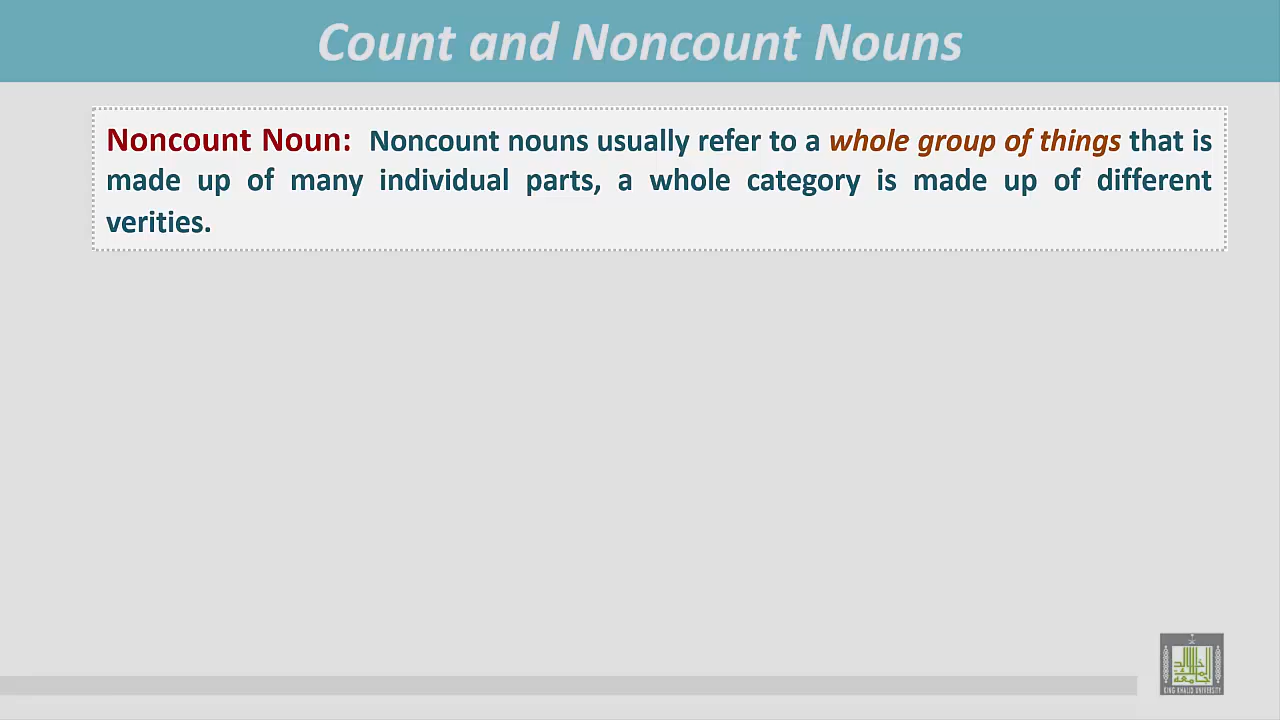 Count and Noncount Nouns
Noncount Noun: Noncount nouns usually refer to a whole group of things that is
made up of many individual parts, a whole category is made up of different
verities.
KING KHALID UNIVERSITY